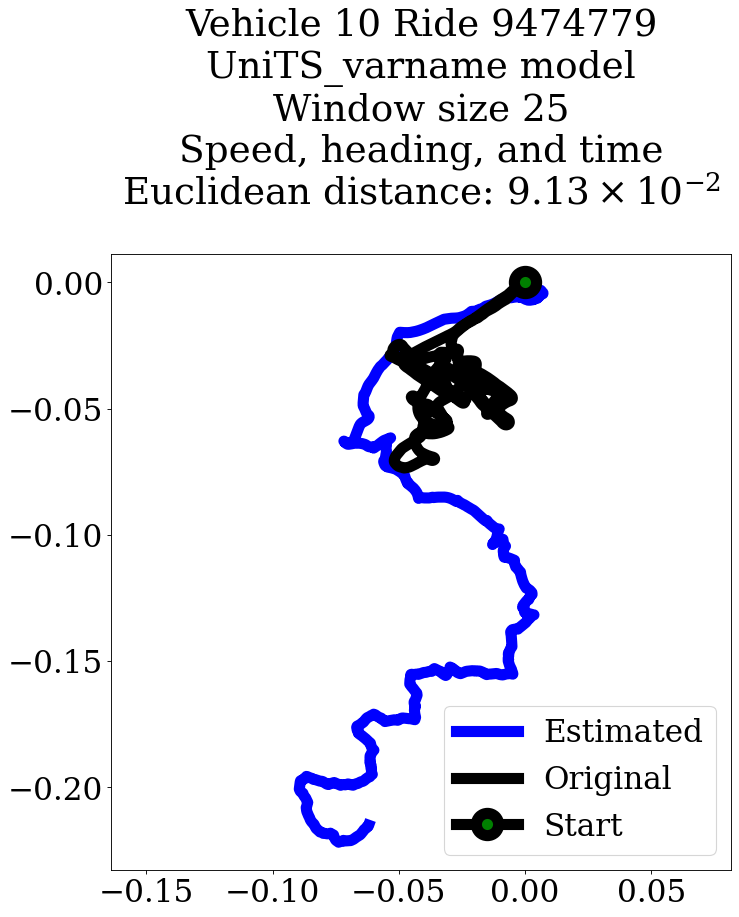 Vehicle 10 Ride 9474779
UniTS_varname model
Window size 25
Speed, heading, and time
Euclidean distance: 9.13 × 10⁻²
0.00
−0.05
−0.10
−0.15
−0.20
Estimated
Original
Start
−0.15 −0.10 −0.05 0.00 0.05